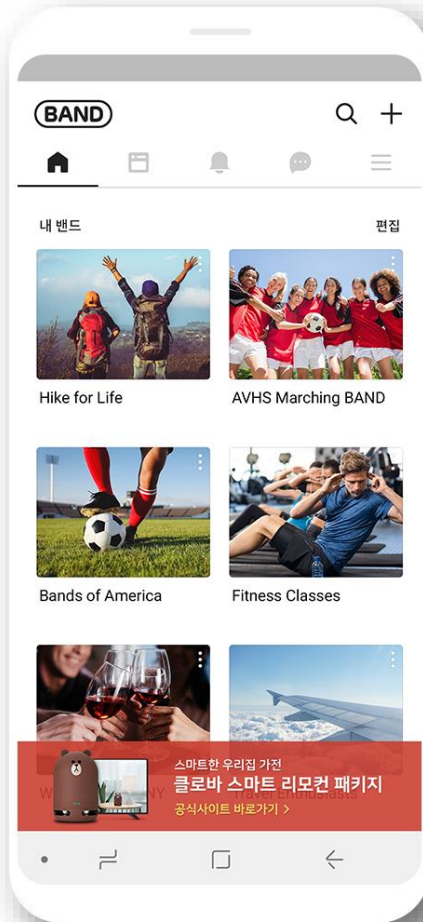 BAND
내 밴드
편집
Hike for Life
AVHS Marching BAND
Bands of America
Fitness Classes
스마트한 우리집 가전
클로바 스마트 리모컨 패키지
Travel Enthusiasts
공식사이트 바로가기 >